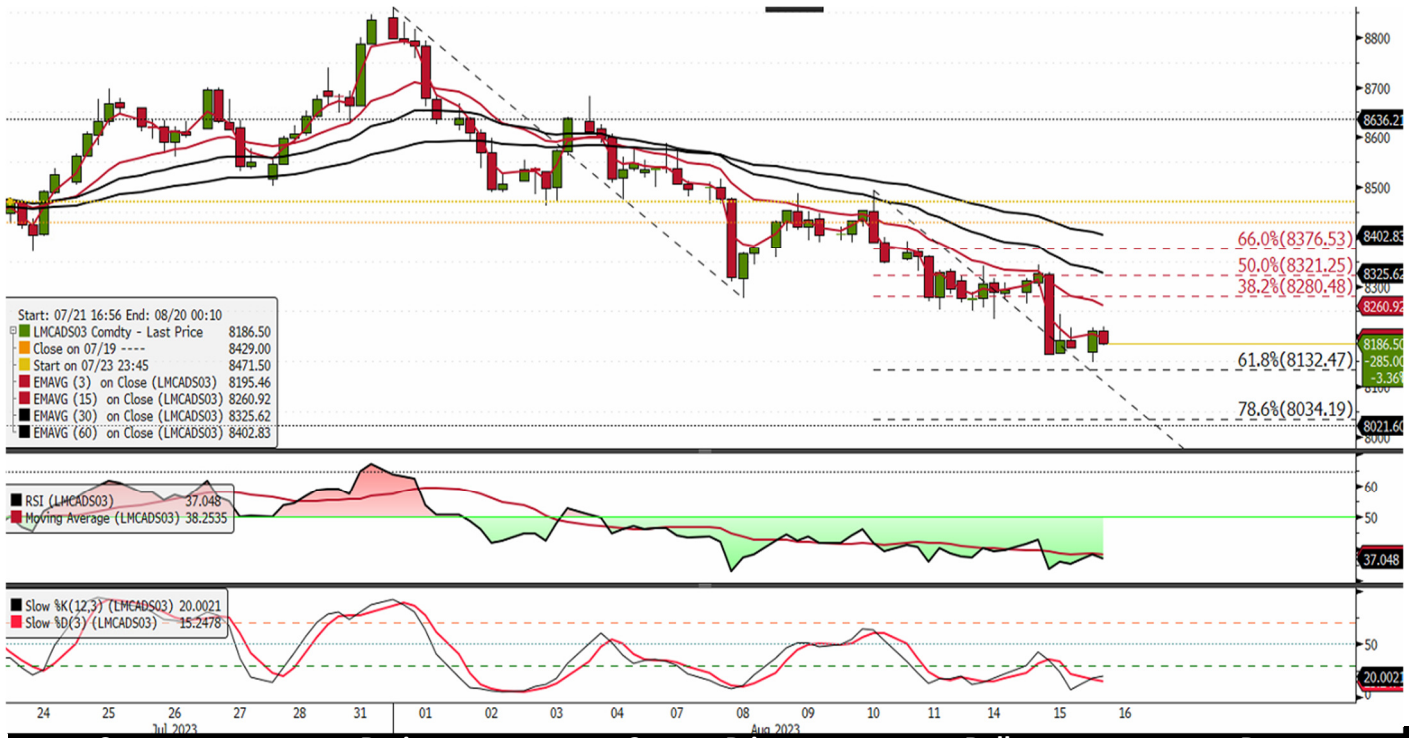 8800
8700
8636.21
8600
8500
8402.83
66.0%(8376.53)
50.0%(8321.25)
8325.62
8300
38.2%(8280.48)
8260.92
Start: 07/21 16:56 End: 08/20 00:10
LMCADS03 Comdty - Last Price 8186.50
Close on 07/19 ---- 8429.00
Start on 07/23 23:45 8471.50
EMAVG (3) on Close (LMCADS03) 8195.46
EMAVG (15) on Close (LMCADS03) 8260.92
EMAVG (30) on Close (LMCADS03) 8325.62
EMAVG (60) on Close (LMCADS03) 8402.83
8186.50
-285.00
-3.36%
61.8%(8132.47)
8100
78.6%(8034.19)
8021.60
8000
RSI (LMCADS03) 37.048
Moving Average (LMCADS03) 38.2535
60
50
37.048
Slow %K(12,3) (LMCADS03) 20.0021
Slow %D(3) (LMCADS03) 15.2478
50
20.0021
0
24 25 26 27 28 31 01 02 03 04 07 08 09 10 11 14 15 16
Jul 2023 Aug 2023